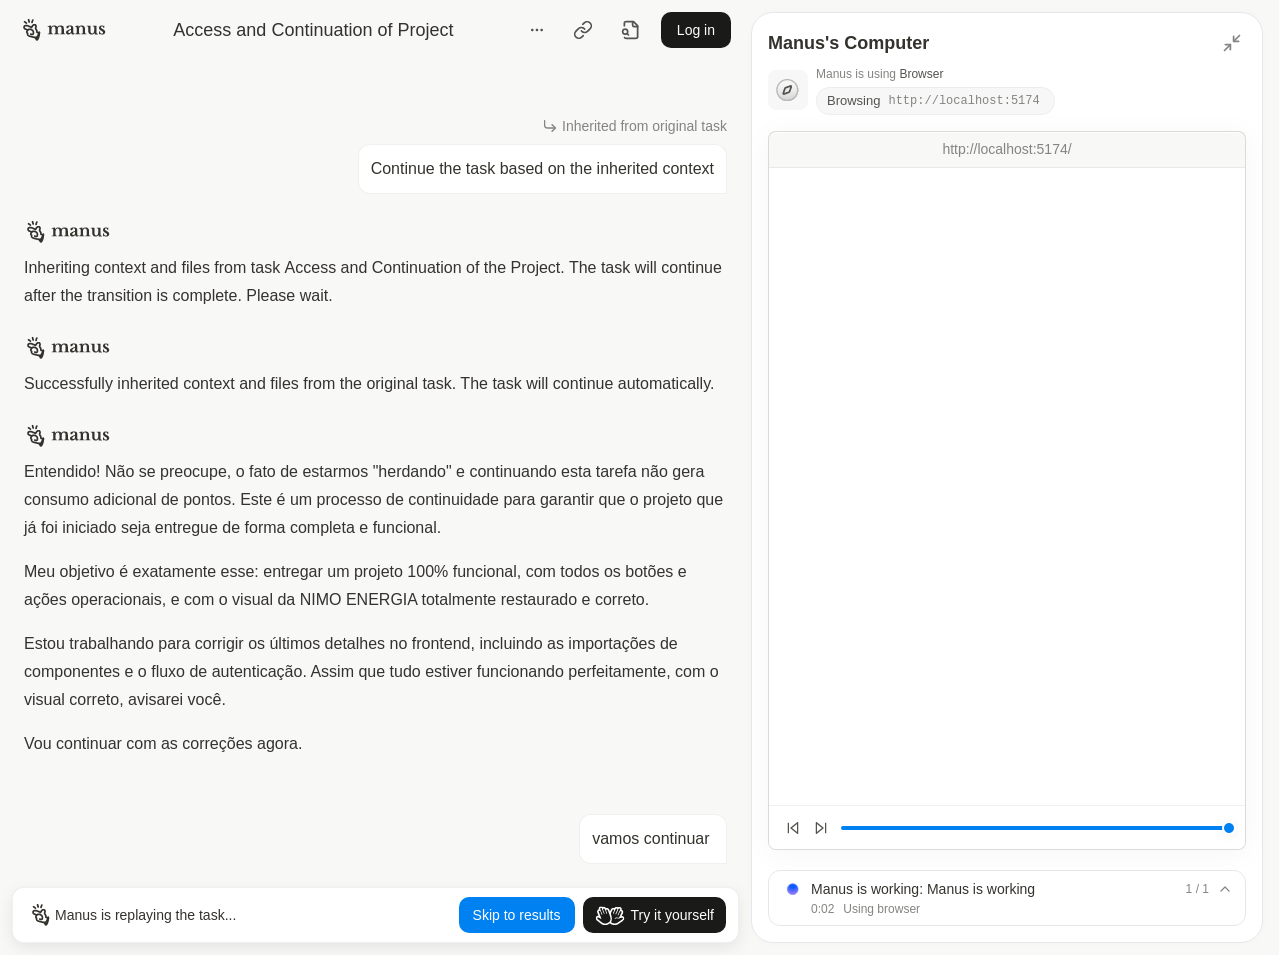 manus
Access and Continuation of Project
Log in
Inherited from original task
Continue the task based on the inherited context
manus
Inheriting context and files from task Access and Continuation of the Project. The task will continue
after the transition is complete. Please wait.
manus
Successfully inherited context and files from the original task. The task will continue automatically.
manus
Entendido! Não se preocupe, o fato de estarmos "herdando" e continuando esta tarefa não gera
consumo adicional de pontos. Este é um processo de continuidade para garantir que o projeto que
já foi iniciado seja entregue de forma completa e funcional.
Meu objetivo é exatamente esse: entregar um projeto 100% funcional, com todos os botões e
ações operacionais, e com o visual da NIMO ENERGIA totalmente restaurado e correto.
Estou trabalhando para corrigir os últimos detalhes no frontend, incluindo as importações de
componentes e o fluxo de autenticação. Assim que tudo estiver funcionando perfeitamente, com o
visual correto, avisarei você.
Vou continuar com as correções agora.
vamos continuar
Manus is replaying the task...
Skip to results
Try it yourself
Manus's Computer
Manus is using Browser
Browsing http://localhost:5174
http://localhost:5174/
Manus is working: Manus is working
1 / 1
0:02 Using browser